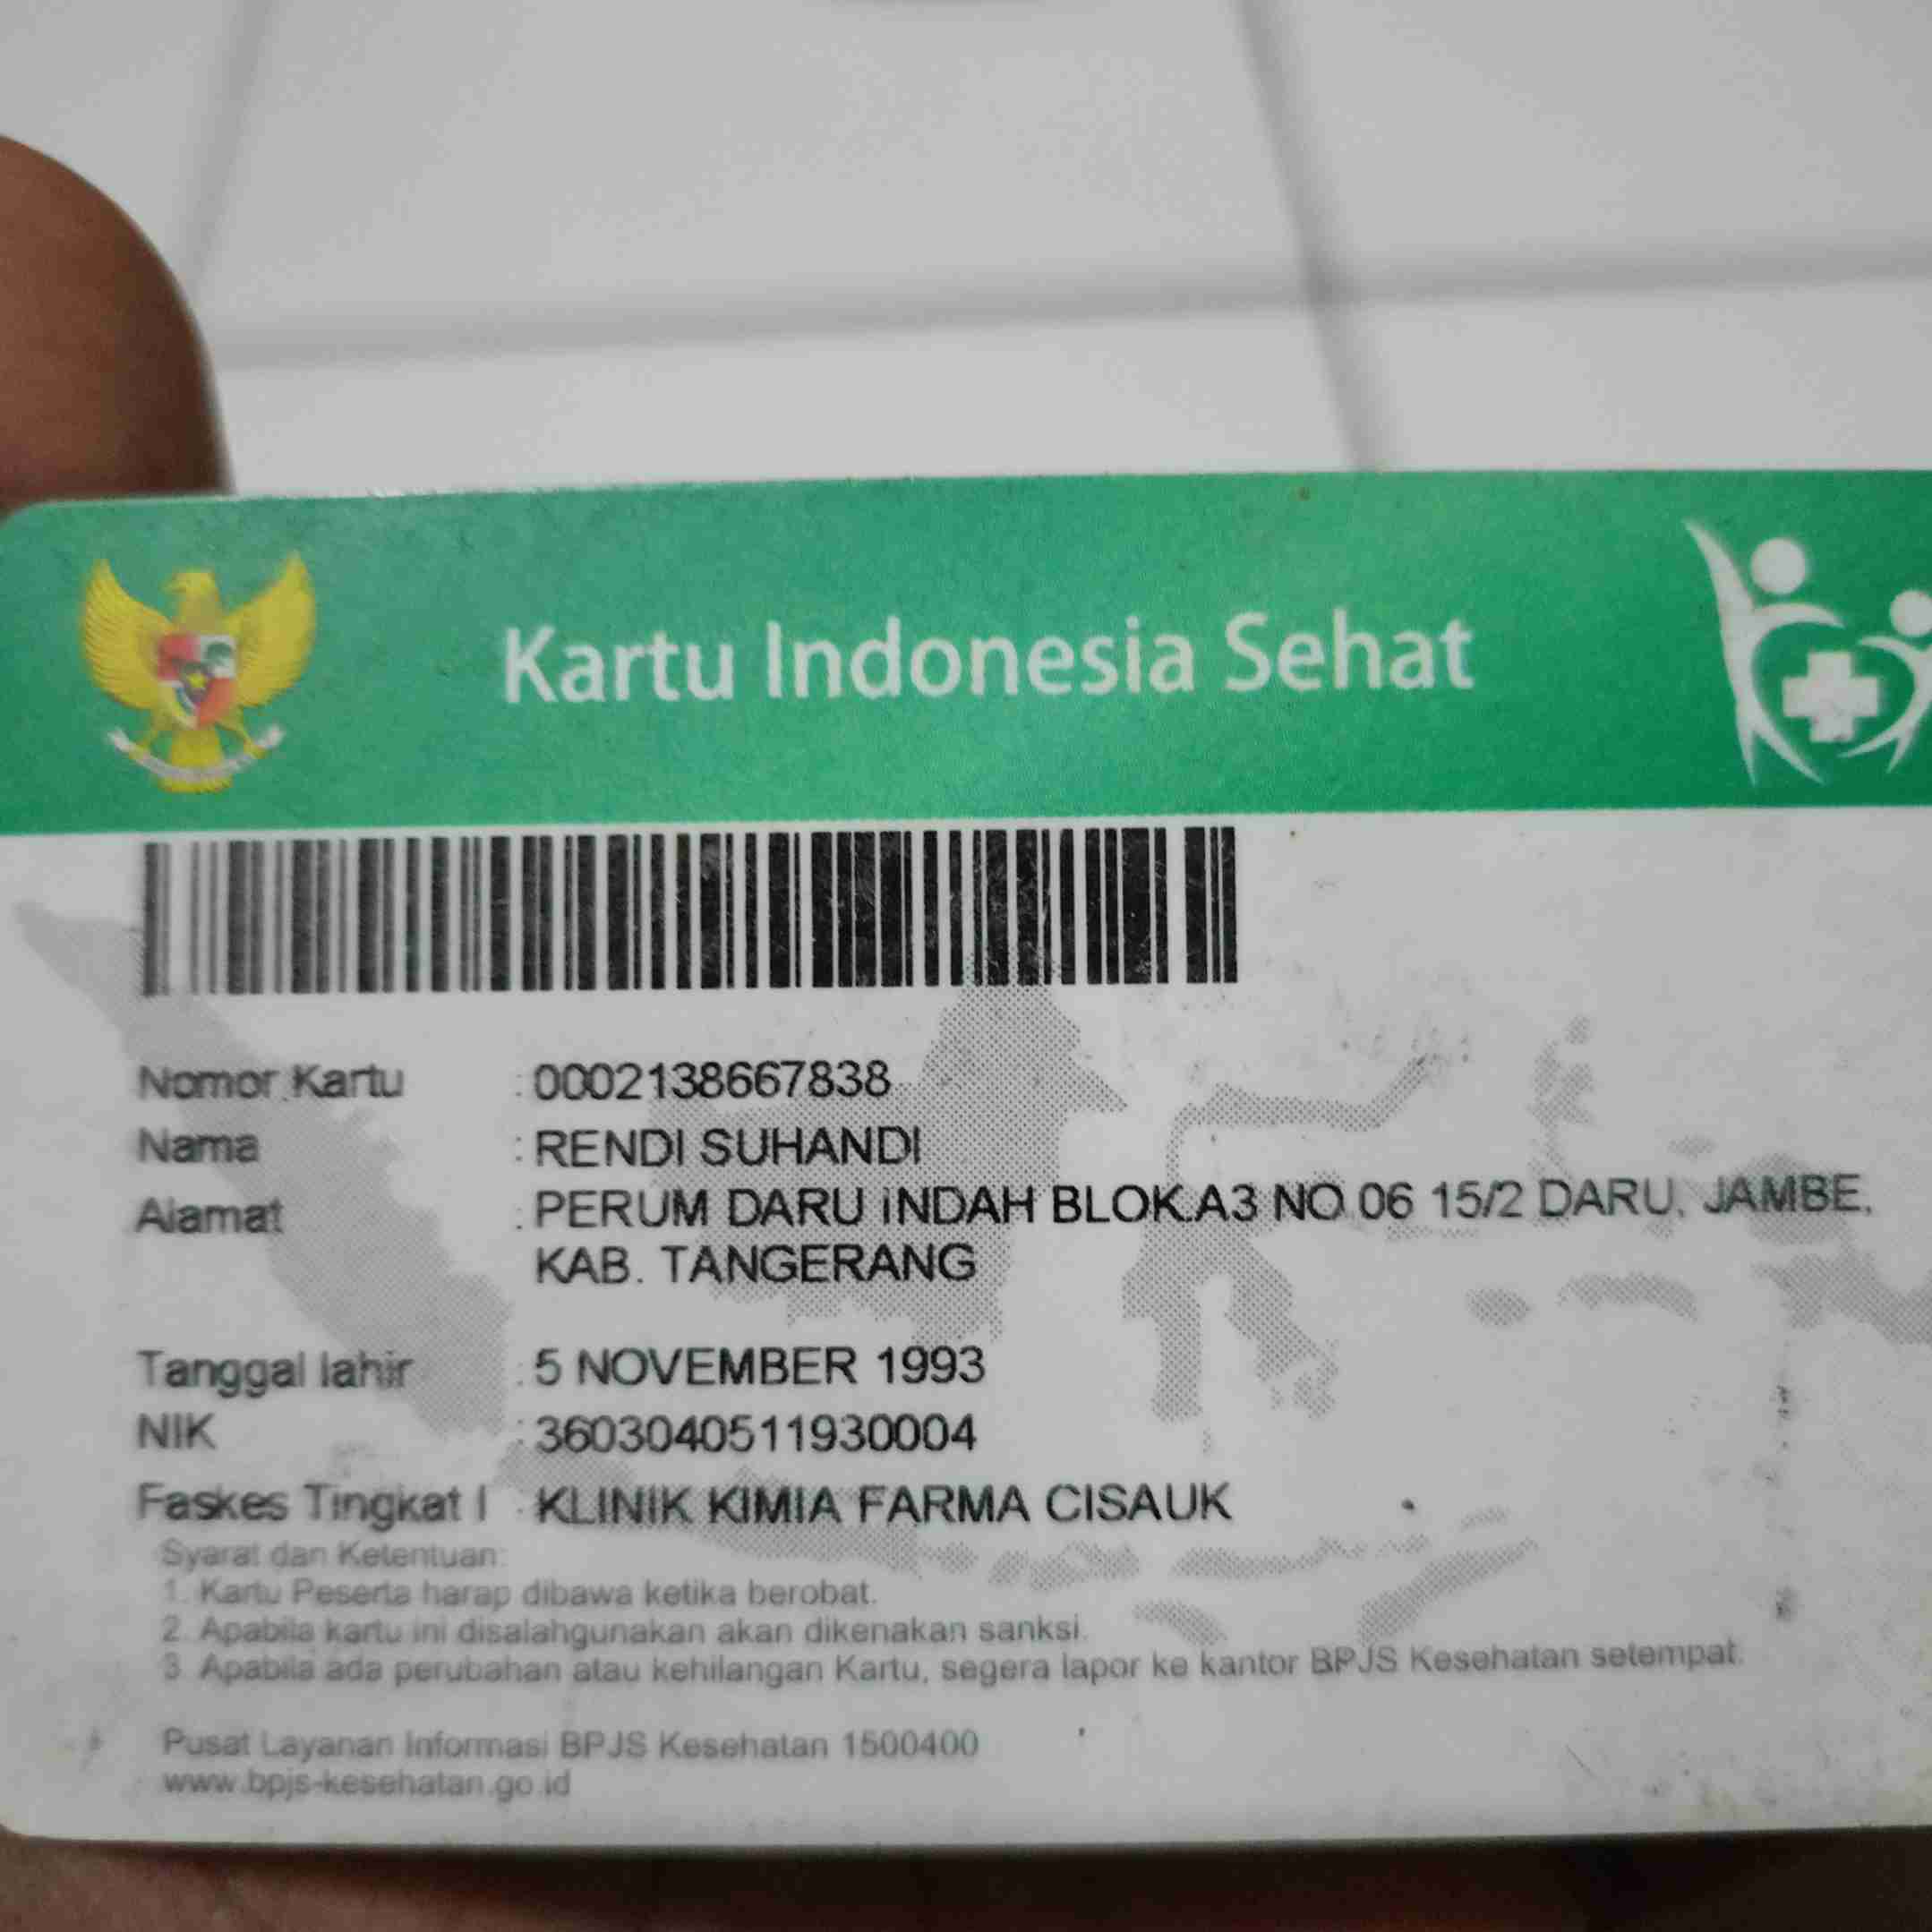 Kartu Indonesia Sehat
Nomor Kartu : 0002138667838
Nama : RENDI SUHANDI
Alamat : PERUM DARU INDAH BLOK.A3 NO.06 15/2 DARU, JAMBE,
KAB. TANGERANG
Tanggal lahir : 5 NOVEMBER 1993
NIK : 3603040511930004
Faskes Tingkat I : KLINIK KIMIA FARMA CISAUK
Syarat dan Ketentuan:
1. Kartu Peserta harap dibawa ketika berobat.
2. Apabila kartu ini disalahgunakan akan dikenakan sanksi.
3. Apabila ada perubahan atau kehilangan Kartu, segera lapor ke kantor BPJS Kesehatan setempat.
Pusat Layanan Informasi BPJS Kesehatan 1500400
www.bpjs-kesehatan.go.id